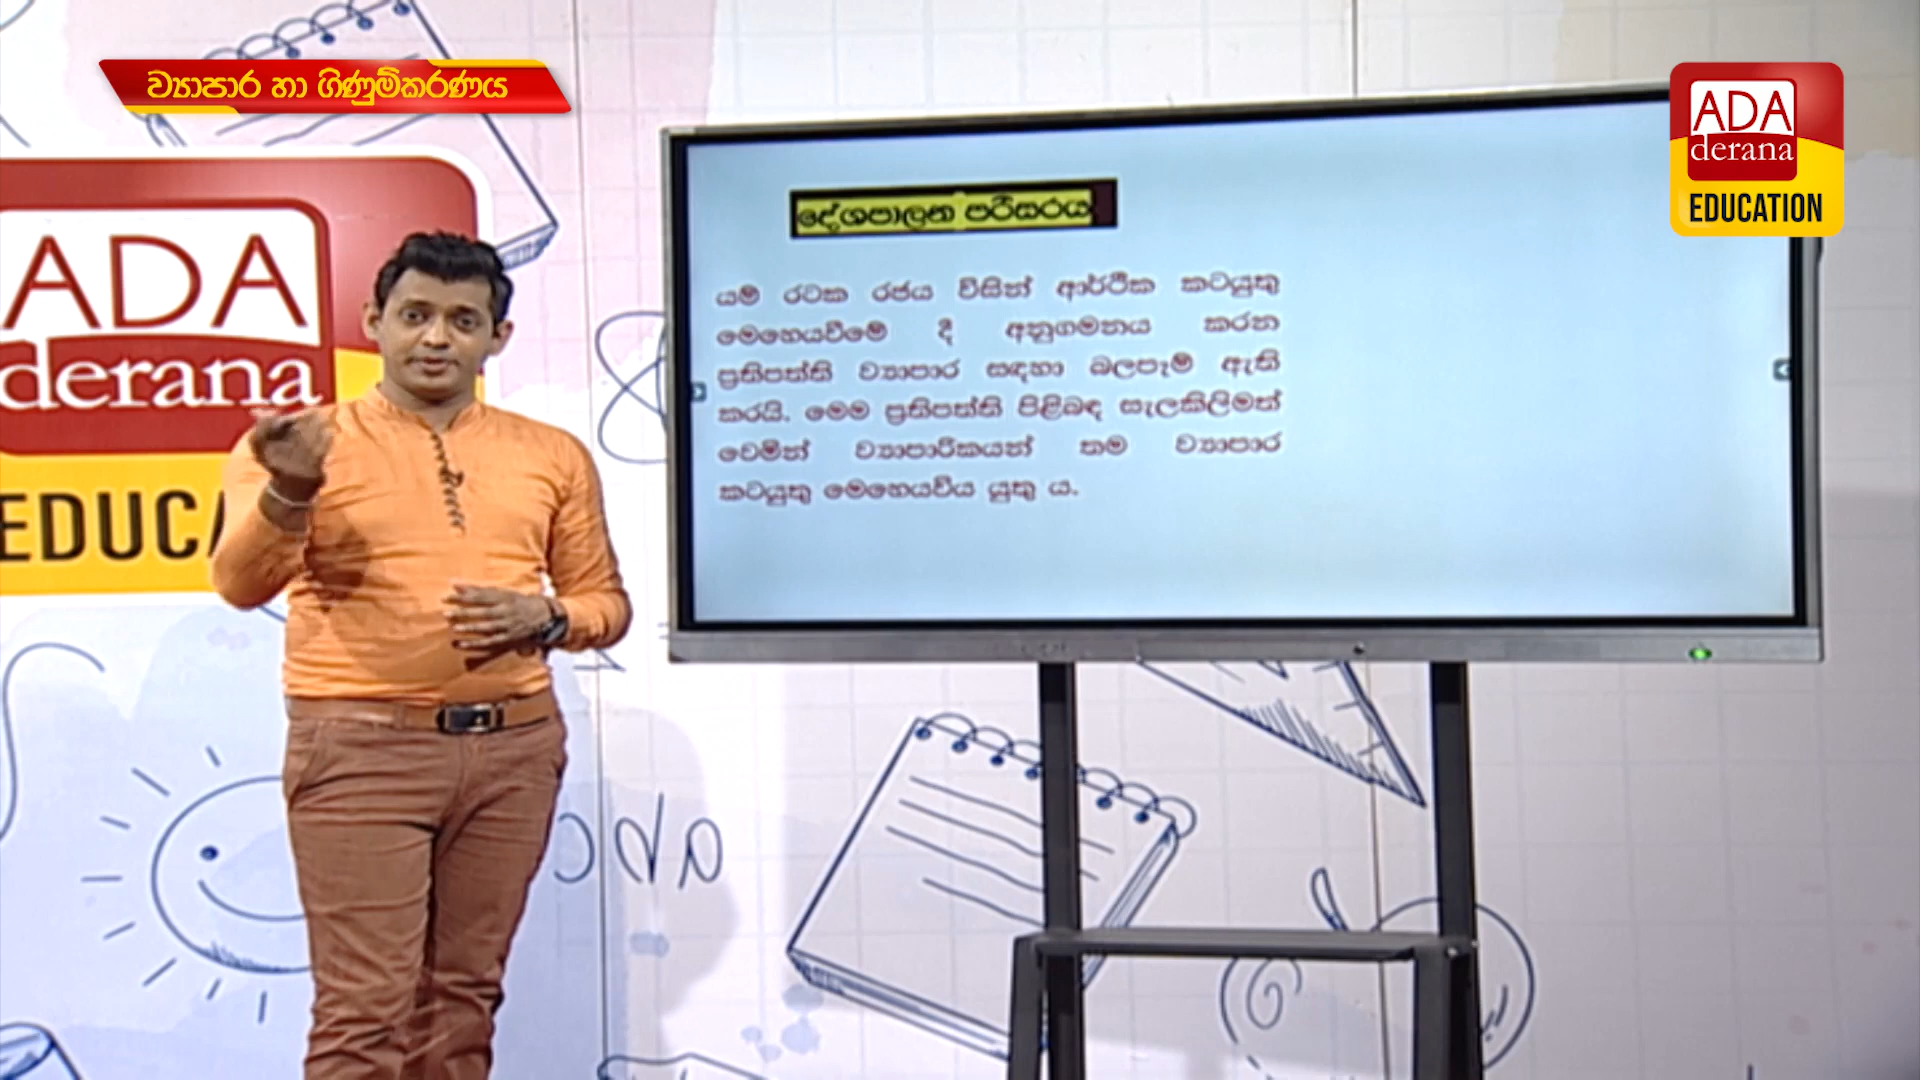 ව්‍යාපාර හා ගිණුම්කරණය
ADA
derana
EDUCATION
ADA
derana
EDUCA
දේශපාලන පරිසරය
යම් රටක රජය විසින් ආර්ථික කටයුතු
මෙහෙයවීමේ දී අනුගමනය කරන
ප්‍රතිපත්ති ව්‍යාපාර සඳහා බලපෑම් ඇති
කරයි. මෙම ප්‍රතිපත්ති පිළිබඳ සැලකිලිමත්
වෙමින් ව්‍යාපාරිකයන් තම ව්‍යාපාර
කටයුතු මෙහෙයවිය යුතු ය.